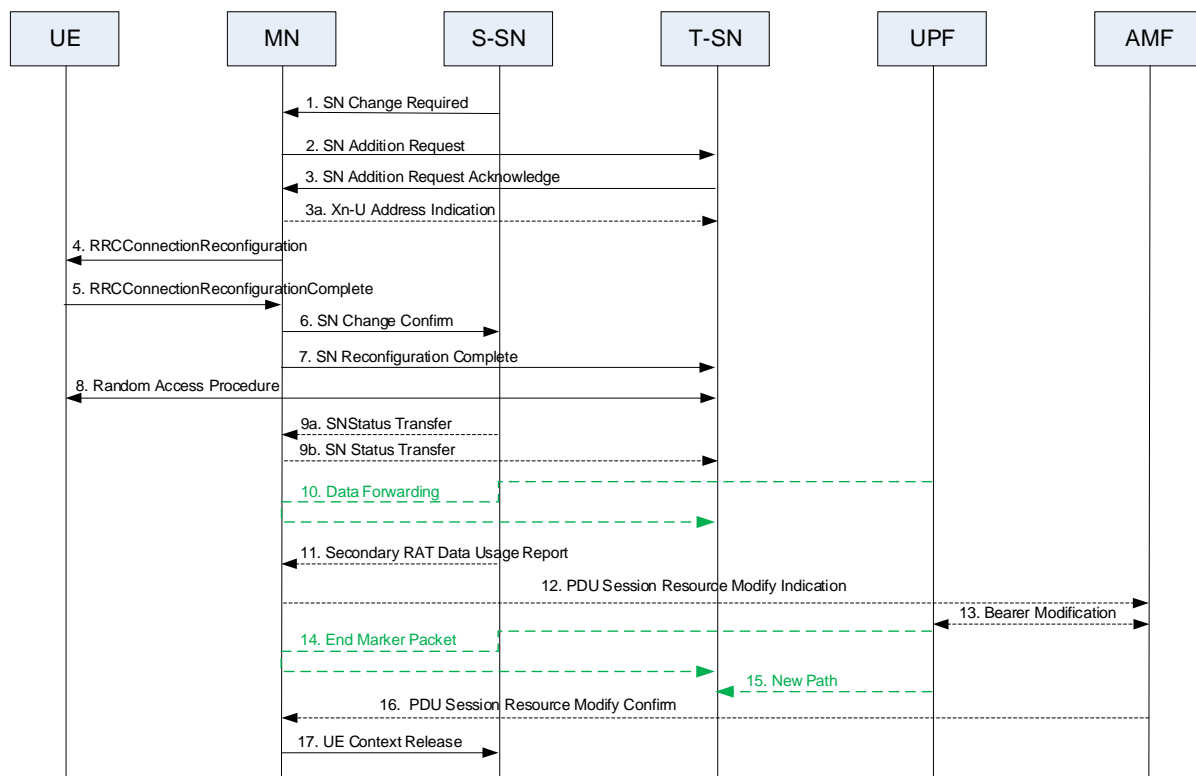 UE
MN
S-SN
T-SN
UPF
AMF
1. SN Change Required
2. SN Addition Request
3. SN Addition Request Acknowledge
3a. Xn-U Address Indication
4. RRCConnectionReconfiguration
5. RRCConnectionReconfigurationComplete
6. SN Change Confirm
7. SN Reconfiguration Complete
8. Random Access Procedure
9a. SNStatus Transfer
9b. SN Status Transfer
10. Data Forwarding
11. Secondary RAT Data Usage Report
12. PDU Session Resource Modify Indication
13. Bearer Modification
14. End Marker Packet
15. New Path
16. PDU Session Resource Modify Confirm
17. UE Context Release